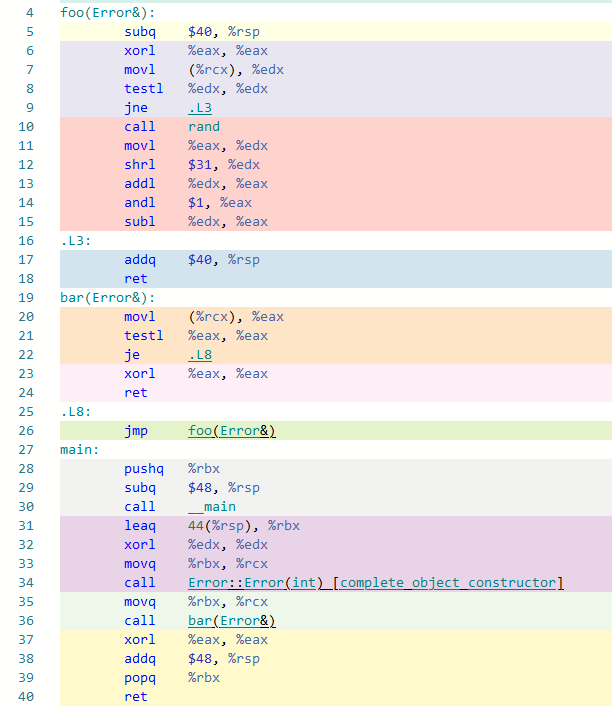 4 foo(Error&):
5 subq $40, %rsp
6 xorl %eax, %eax
7 movl (%rcx), %edx
8 testl %edx, %edx
9 jne .L3
10 call rand
11 movl %eax, %edx
12 shrl $31, %edx
13 addl %edx, %eax
14 andl $1, %eax
15 subl %edx, %eax
16 .L3:
17 addq $40, %rsp
18 ret
19 bar(Error&):
20 movl (%rcx), %eax
21 testl %eax, %eax
22 je .L8
23 xorl %eax, %eax
24 ret
25 .L8:
26 jmp foo(Error&)
27 main:
28 pushq %rbx
29 subq $48, %rsp
30 call __main
31 leaq 44(%rsp), %rbx
32 xorl %edx, %edx
33 movq %rbx, %rcx
34 call Error::Error(int) [complete_object_constructor]
35 movq %rbx, %rcx
36 call bar(Error&)
37 xorl %eax, %eax
38 addq $48, %rsp
39 popq %rbx
40 ret